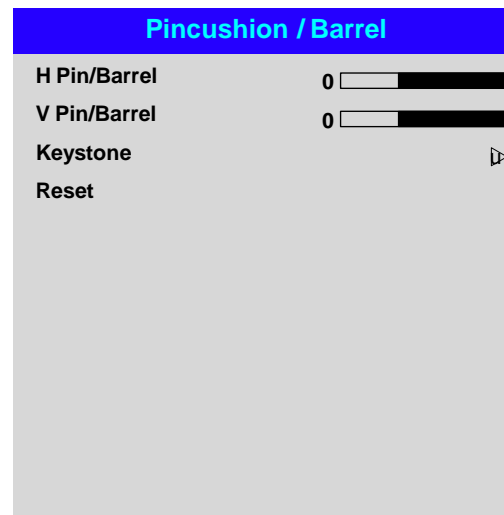 Pincushion / Barrel
H Pin/Barrel 0
V Pin/Barrel 0
Keystone
Reset